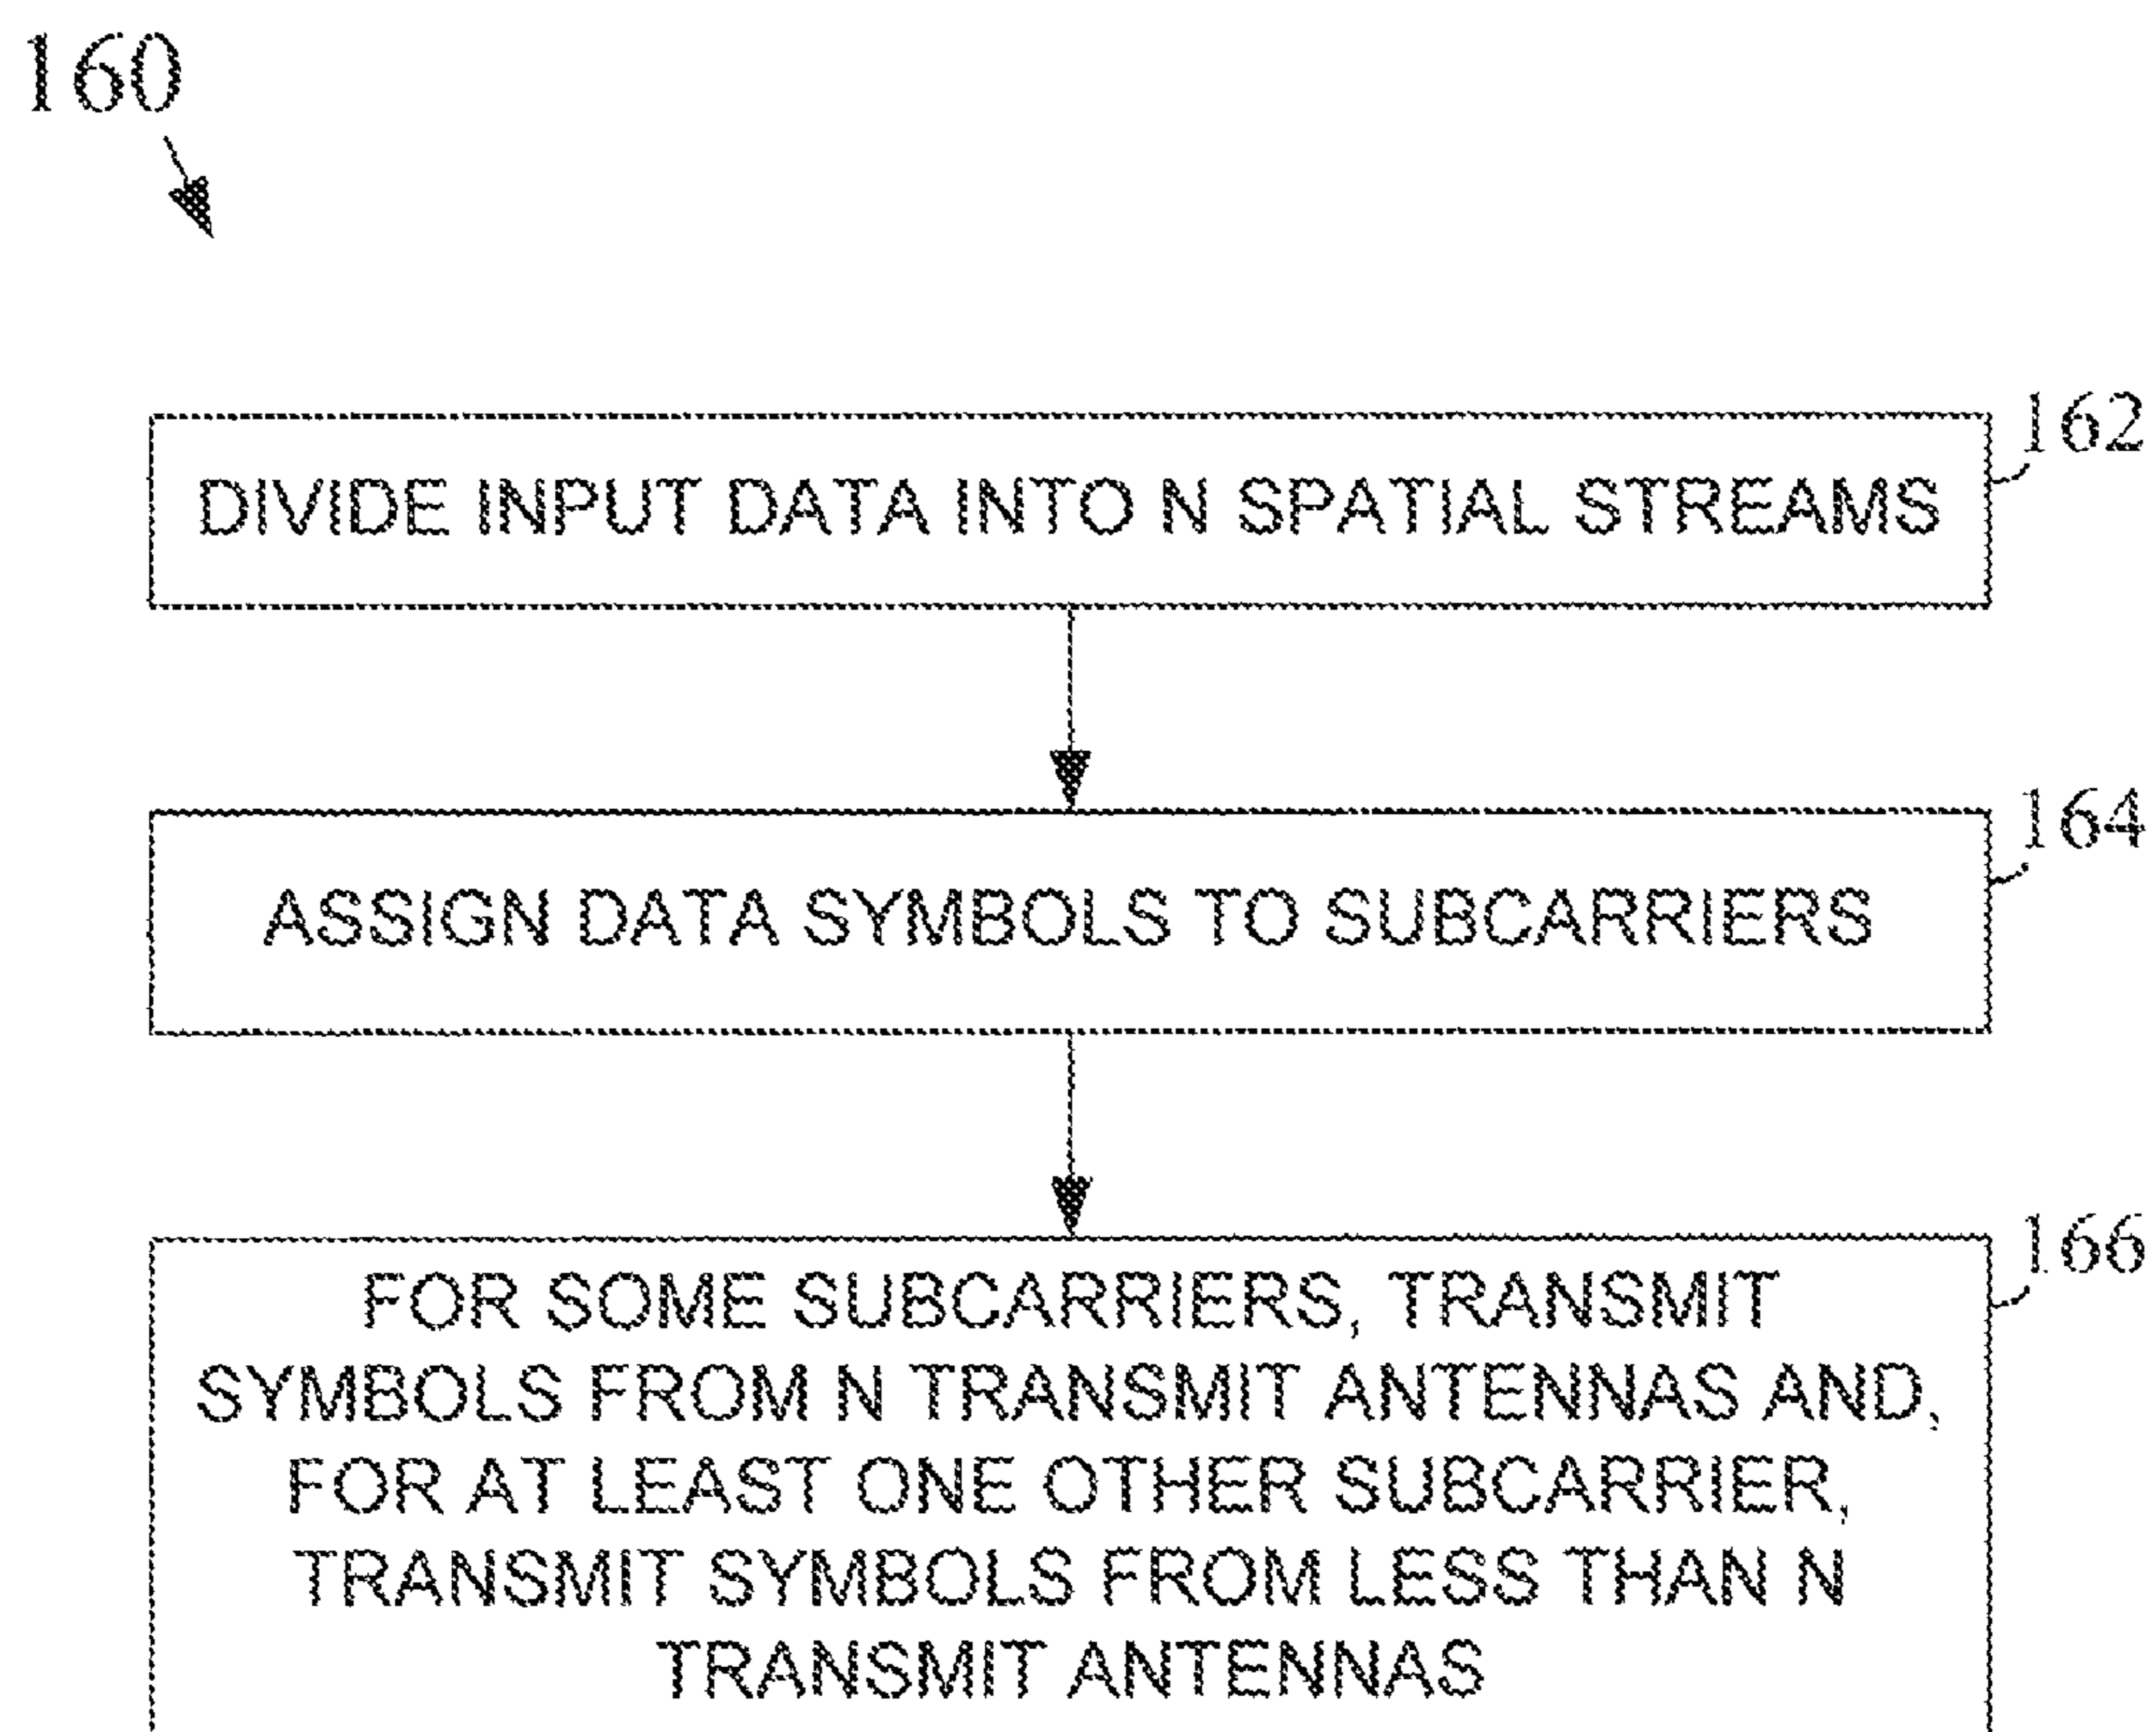 160
162
DIVIDE INPUT DATA INTO N SPATIAL STREAMS
164
ASSIGN DATA SYMBOLS TO SUBCARRIERS
166
FOR SOME SUBCARRIERS, TRANSMIT
SYMBOLS FROM N TRANSMIT ANTENNAS AND,
FOR AT LEAST ONE OTHER SUBCARRIER,
TRANSMIT SYMBOLS FROM LESS THAN N
TRANSMIT ANTENNAS